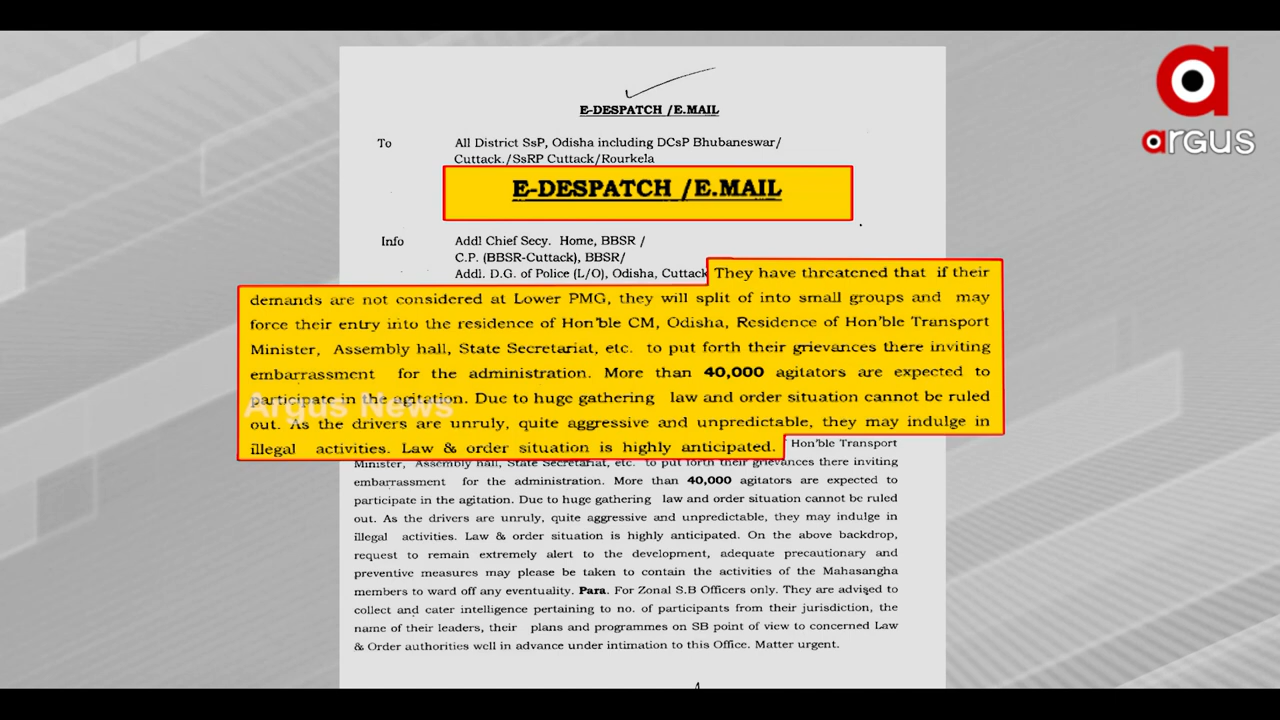 argus
E-DESPATCH /E.MAIL
To
All District SsP, Odisha including DCsP Bhubaneswar/
Cuttack./SsRP Cuttack/Rourkela
E-DESPATCH /E.MAIL
Info
Addl Chief Secy. Home, BBSR /
C.P. (BBSR-Cuttack), BBSR/
Addl. D.G. of Police (L/O), Odisha, Cuttack
They have threatened that if their
demands are not considered at Lower PMG, they will split of into small groups and may
force their entry into the residence of Hon'ble CM, Odisha, Residence of Hon'ble Transport
Minister, Assembly hall, State Secretariat, etc. to put forth their grievances there inviting
embarrassment for the administration. More than 40,000 agitators are expected to
participate in the agitation. Due to huge gathering law and order situation cannot be ruled
Argus News
out. As the drivers are unruly, quite aggressive and unpredictable, they may indulge in
illegal activities. Law & order situation is highly anticipated.
Hon'ble Transport
Minister, Assembly hall, State Secretariat, etc. to put forth their grievances there inviting
embarrassment for the administration. More than 40,000 agitators are expected to
participate in the agitation. Due to huge gathering law and order situation cannot be ruled
out. As the drivers are unruly, quite aggressive and unpredictable, they may indulge in
illegal activities. Law & order situation is highly anticipated. On the above backdrop,
request to remain extremely alert to the development, adequate precautionary and
preventive measures may please be taken to contain the activities of the Mahasangha
members to ward off any eventuality. Para. For Zonal S.B Officers only. They are advised to
collect and cater intelligence pertaining to no. of participants from their jurisdiction, the
name of their leaders, their plans and programmes on SB point of view to concerned Law
& Order authorities well in advance under intimation to this Office. Matter urgent.